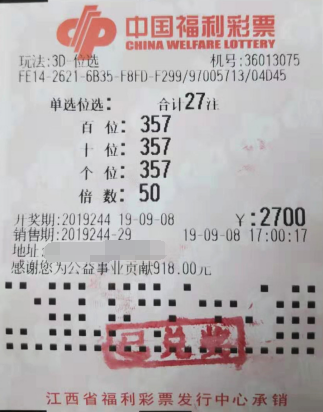 中国福利彩票
CHINA WELFARE LOTTERY
玩法:3D-位选 机号:36013075
FE14-2621-6B35-F8FD-F299/97005713/04D45
单选位选: 合计27注
百 位: 357
十 位: 357
个 位: 357
倍 数: 50
开奖期:2019244 19-09-08 ¥:2700
销售期:2019244-29 19-09-08 17:00:17
地址:
感谢您为公益事业贡献918.00元
已兑奖
江西省福利彩票发行中心承销